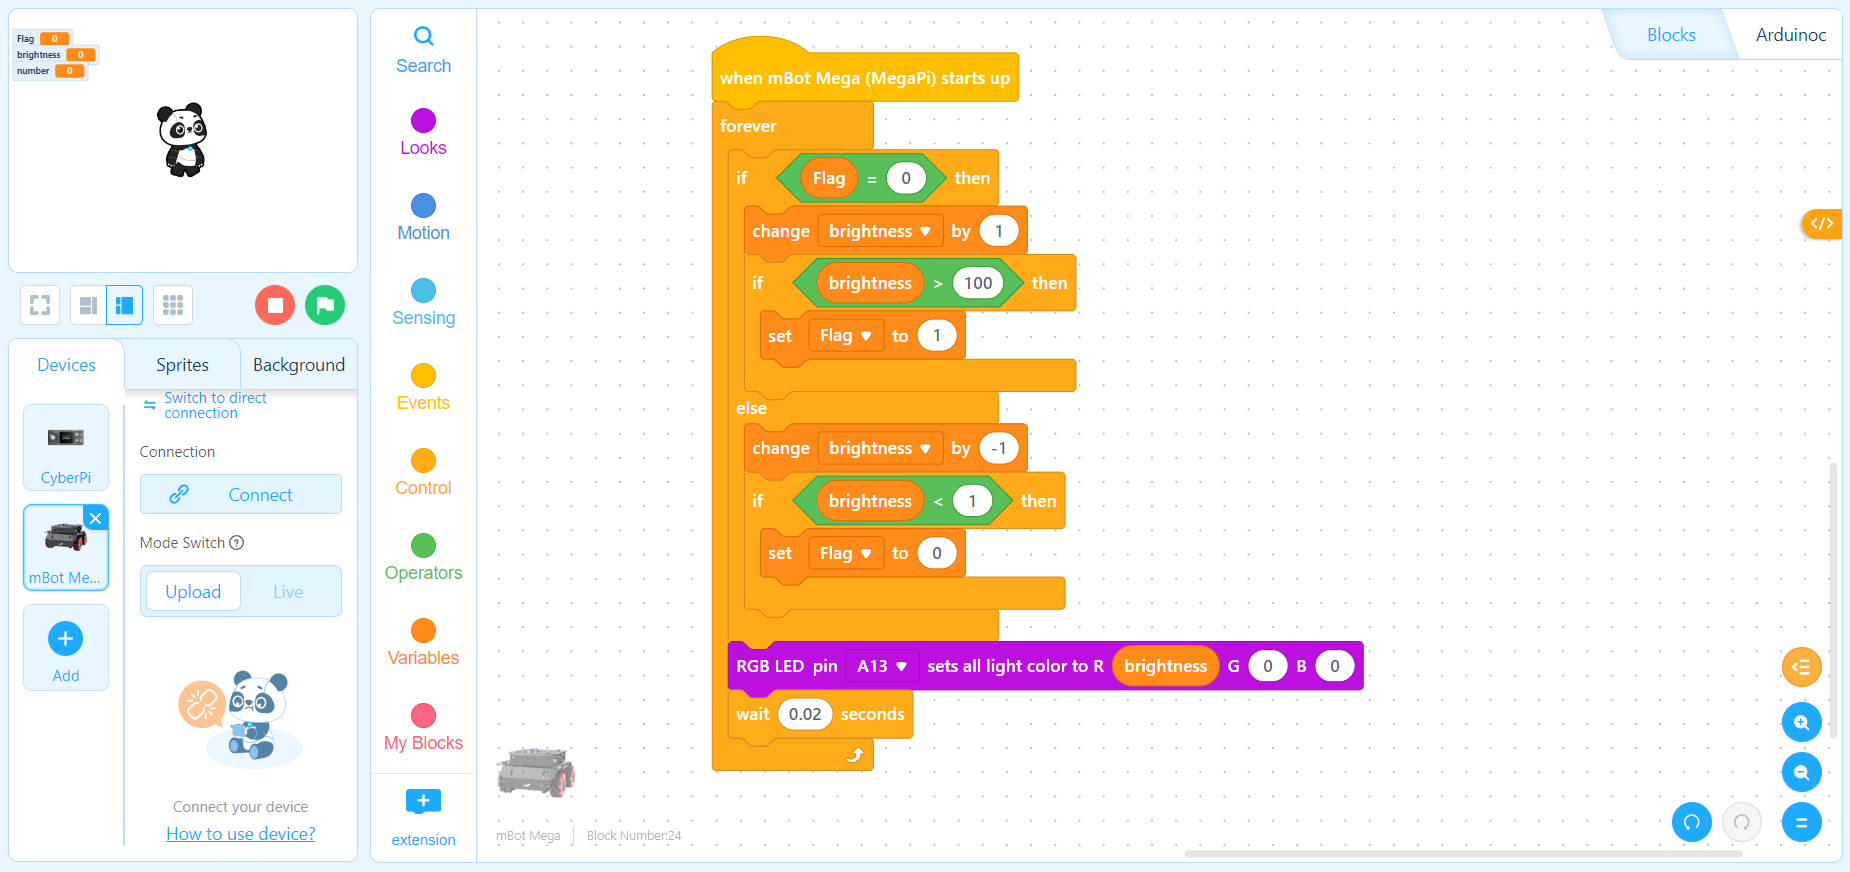 Flag 0
brightness 0
number 0
Devices
Sprites
Background
Switch to direct
connection
CyberPi
Connection
Connect
mBot Me...
Mode Switch ?
Upload
Live
Add
Connect your device
How to use device?
Search
Looks
Motion
Sensing
Events
Control
Operators
Variables
My Blocks
extension
Blocks
Arduinoc
</>
when mBot Mega (MegaPi) starts up
forever
if Flag = 0 then
change brightness by 1
if brightness > 100 then
set Flag to 1
else
change brightness by -1
if brightness < 1 then
set Flag to 0
RGB LED pin A13 sets all light color to R brightness G 0 B 0
wait 0.02 seconds
mBot Mega
Block Number:24